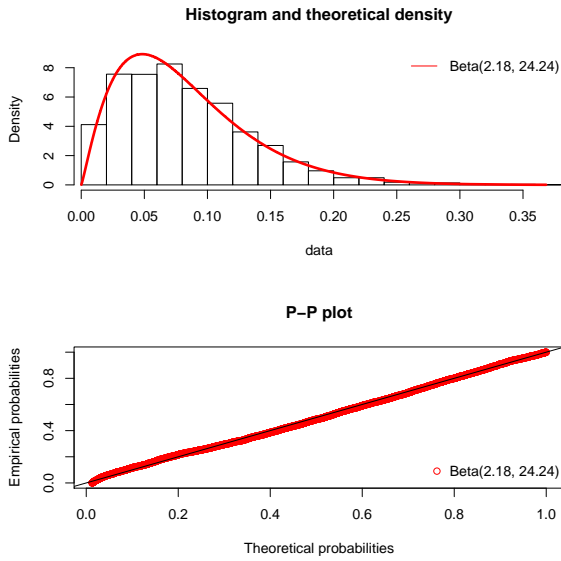 Histogram and theoretical density
Beta(2.18, 24.24)
Density
0 2 4 6 8
0.00 0.05 0.10 0.15 0.20 0.25 0.30 0.35
data
P−P plot
Empirical probabilities
0.0 0.4 0.8
Beta(2.18, 24.24)
0.0 0.2 0.4 0.6 0.8 1.0
Theoretical probabilities